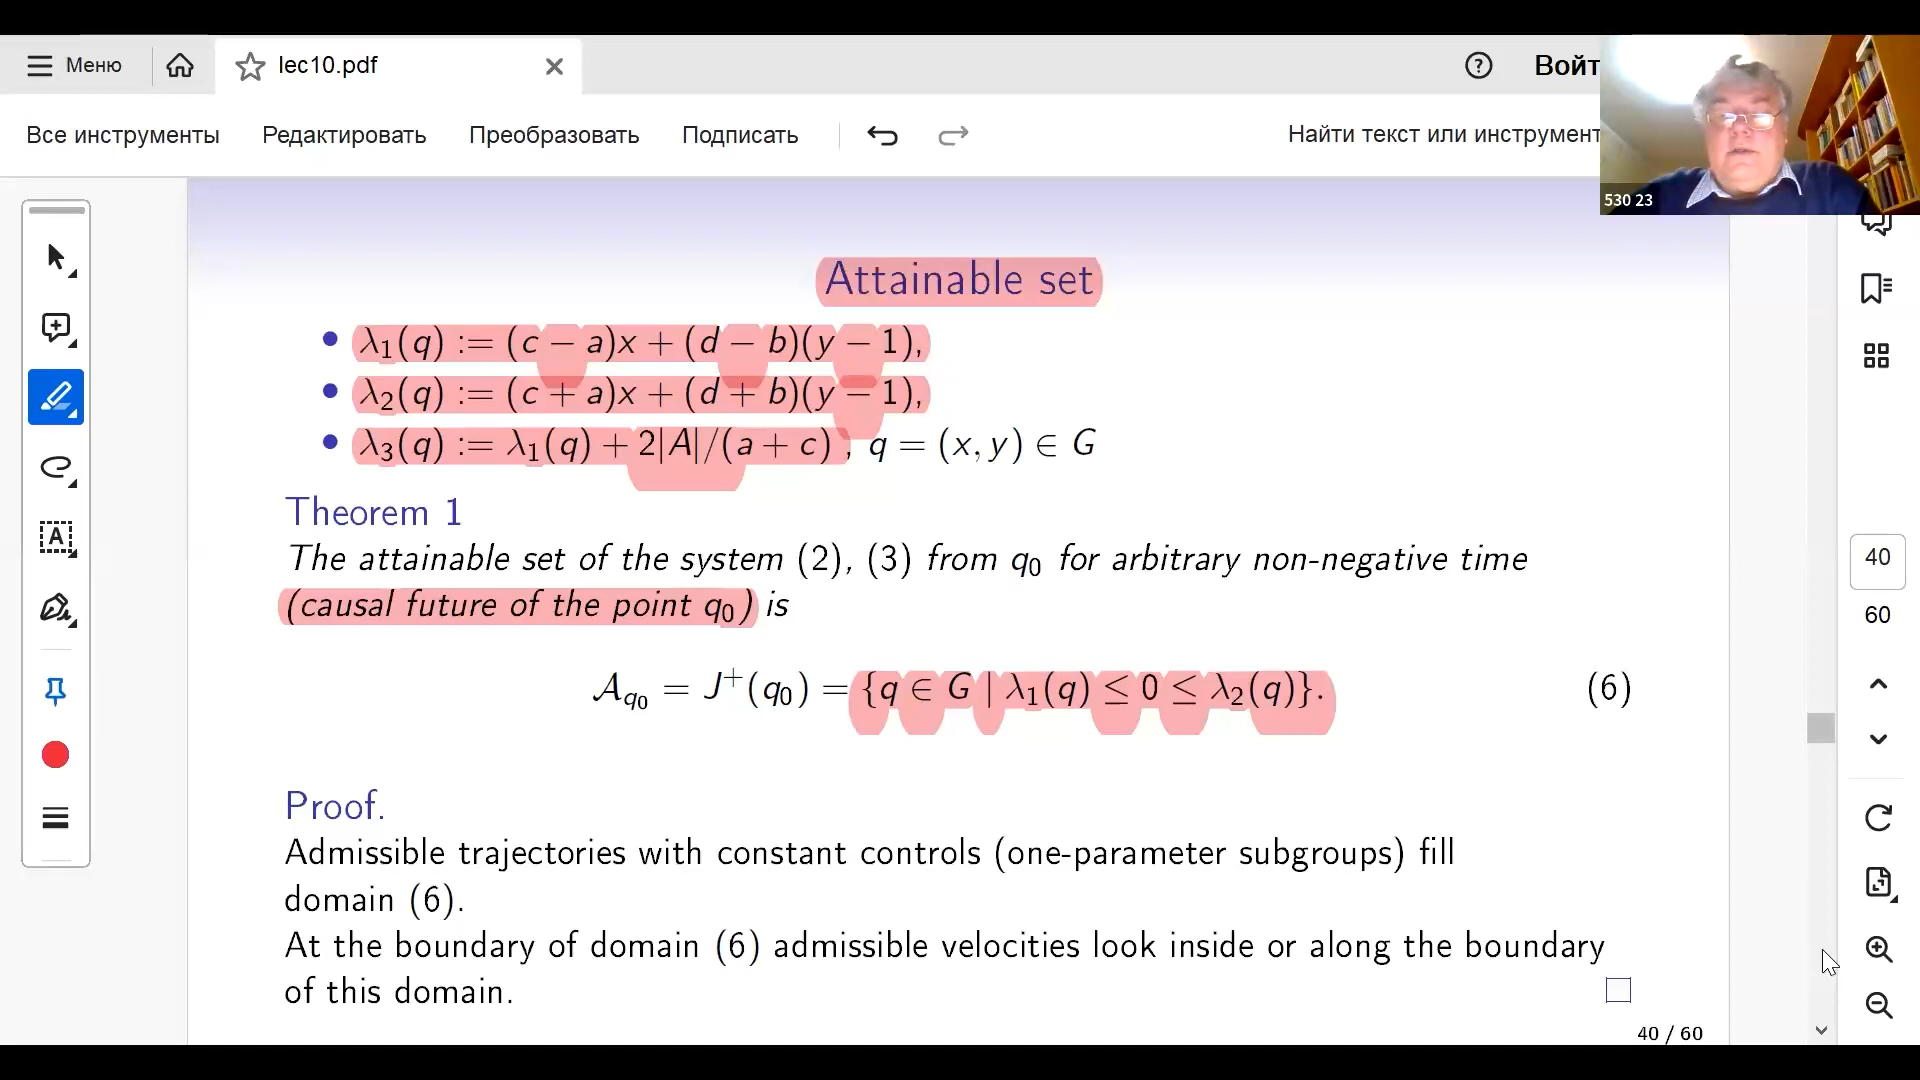 Меню
lec10.pdf
Войт
Все инструменты Редактировать Преобразовать Подписать Найти текст или инструмент
530 23
Attainable set
• λ₁(q) := (c − a)x + (d − b)(y − 1),
• λ₂(q) := (c + a)x + (d + b)(y − 1),
• λ₃(q) := λ₁(q) + 2|A|/(a + c) , q = (x, y) ∈ G
Theorem 1
The attainable set of the system (2), (3) from q₀ for arbitrary non-negative time
(causal future of the point q₀) is
𝒜_{q₀} = J⁺(q₀) = {q ∈ G | λ₁(q) ≤ 0 ≤ λ₂(q)}. (6)
Proof.
Admissible trajectories with constant controls (one-parameter subgroups) fill
domain (6).
At the boundary of domain (6) admissible velocities look inside or along the boundary
of this domain.
40 / 60
40
60